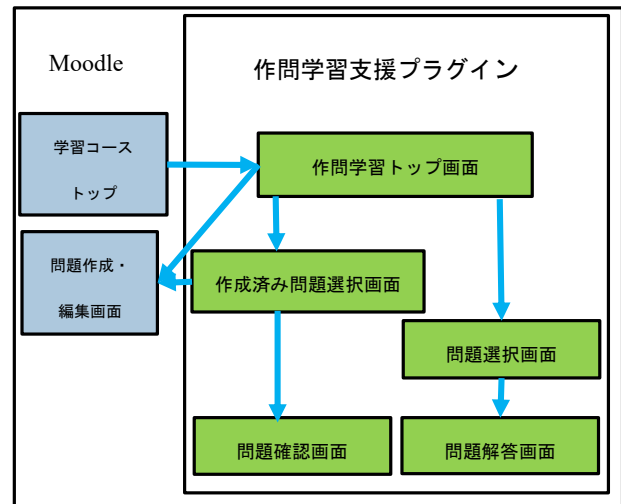 Moodle
作問学習支援プラグイン
学習コース
トップ
作問学習トップ画面
問題作成・
編集画面
作成済み問題選択画面
問題選択画面
問題確認画面
問題解答画面